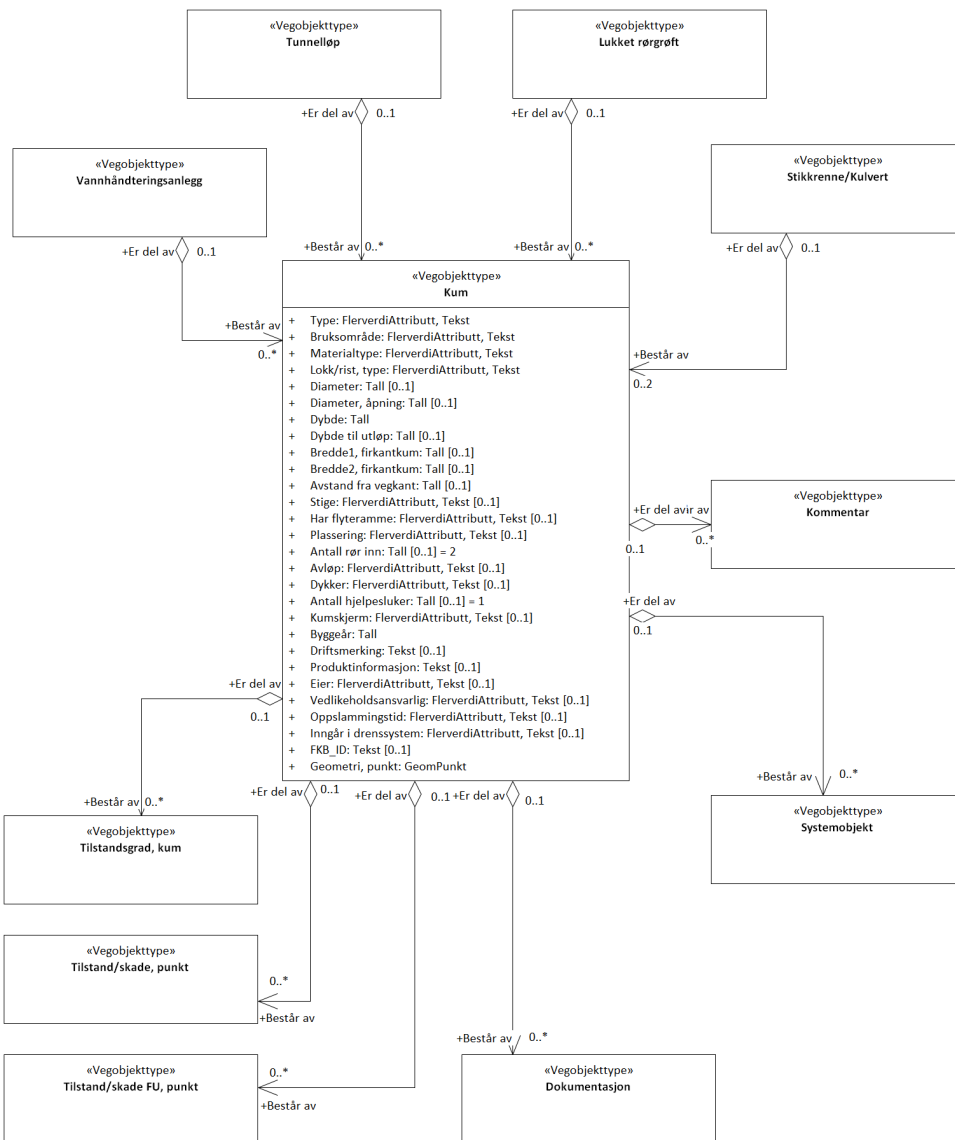 «Vegobjekttype»
Tunnelløp
«Vegobjekttype»
Lukket rørgrøft
+Er del av 0..1
+Er del av 0..1
«Vegobjekttype»
Vannhåndteringsanlegg
«Vegobjekttype»
Stikkrenne/Kulvert
+Er del av 0..1
+Er del av 0..1
+Består av 0..*
+Består av 0..*
+Består av
0..*
+Består av
0..2
«Vegobjekttype»
Kum
+ Type: FlerverdiAttributt, Tekst
+ Bruksområde: FlerverdiAttributt, Tekst
+ Materialtype: FlerverdiAttributt, Tekst
+ Lokk/rist, type: FlerverdiAttributt, Tekst
+ Diameter: Tall [0..1]
+ Diameter, åpning: Tall [0..1]
+ Dybde: Tall
+ Dybde til utløp: Tall [0..1]
+ Bredde1, firkantkum: Tall [0..1]
+ Bredde2, firkantkum: Tall [0..1]
+ Avstand fra vegkant: Tall [0..1]
+ Stige: FlerverdiAttributt, Tekst [0..1]
+ Har flyteramme: FlerverdiAttributt, Tekst [0..1]
+ Plassering: FlerverdiAttributt, Tekst [0..1]
+ Antall rør inn: Tall [0..1] = 2
+ Avløp: FlerverdiAttributt, Tekst [0..1]
+ Dykker: FlerverdiAttributt, Tekst [0..1]
+ Antall hjelpesluker: Tall [0..1] = 1
+ Kumskjerm: FlerverdiAttributt, Tekst [0..1]
+ Byggeår: Tall
+ Driftsmerking: Tekst [0..1]
+ Produktinformasjon: Tekst [0..1]
+ Eier: FlerverdiAttributt, Tekst [0..1]
+ Vedlikeholdsansvarlig: FlerverdiAttributt, Tekst [0..1]
+ Oppslammingstid: FlerverdiAttributt, Tekst [0..1]
+ Inngår i drenssystem: FlerverdiAttributt, Tekst [0..1]
+ FKB_ID: Tekst [0..1]
+ Geometri, punkt: GeomPunkt
+Er del avir av
0..1
0..*
«Vegobjekttype»
Kommentar
+Er del av
0..1
+Består av 0..*
«Vegobjekttype»
Systemobjekt
+Er del av
0..1
+Består av 0..*
«Vegobjekttype»
Tilstandsgrad, kum
+Er del av 0..1
+Er del av 0..1
+Er del av 0..1
«Vegobjekttype»
Tilstand/skade, punkt
0..*
+Består av
«Vegobjekttype»
Tilstand/skade FU, punkt
0..*
+Består av
+Består av 0..*
«Vegobjekttype»
Dokumentasjon